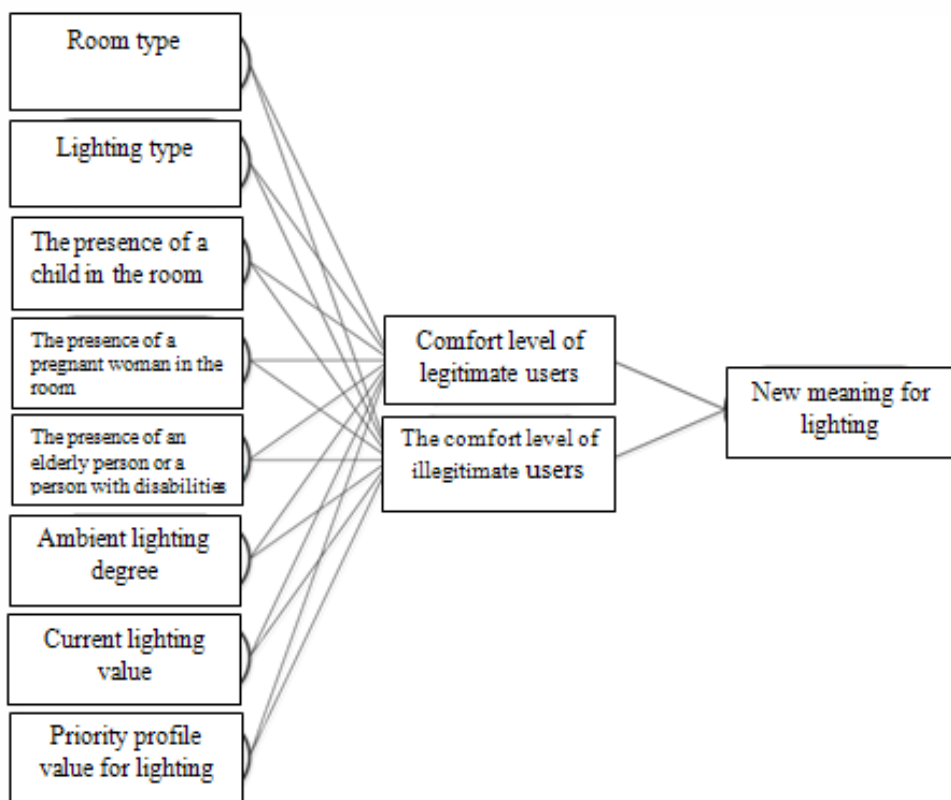 Room type
Lighting type
The presence of a
child in the room
The presence of a
pregnant woman in the
room
The presence of an
elderly person or a
person with disabilities
Ambient lighting
degree
Current lighting
value
Priority profile
value for lighting
Comfort level of
legitimate users
The comfort level of
illegitimate users
New meaning for
lighting